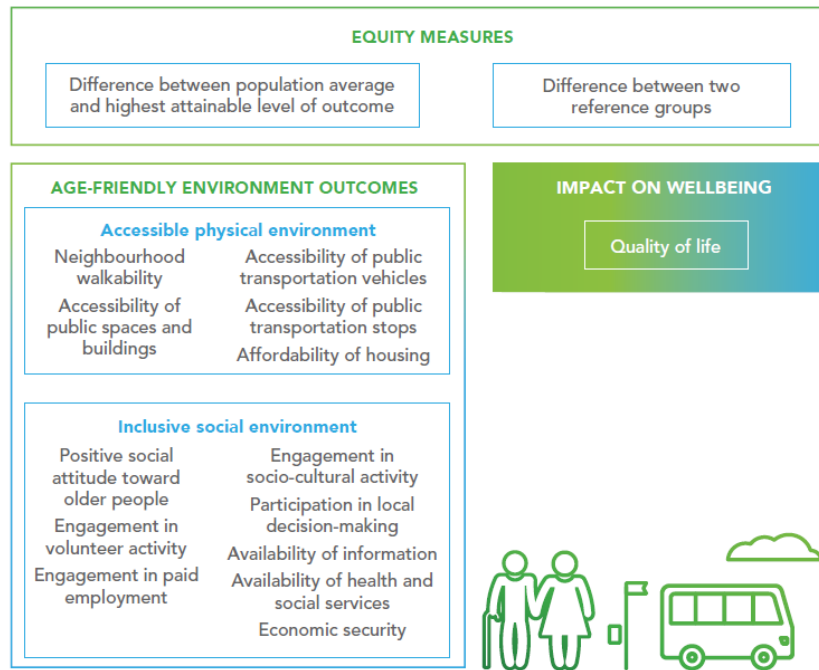 EQUITY MEASURES
Difference between population average
and highest attainable level of outcome
Difference between two
reference groups
AGE-FRIENDLY ENVIRONMENT OUTCOMES
Accessible physical environment
Neighbourhood
walkability
Accessibility of
public spaces and
buildings
Accessibility of public
transportation vehicles
Accessibility of public
transportation stops
Affordability of housing
Inclusive social environment
Positive social
attitude toward
older people
Engagement in
volunteer activity
Engagement in paid
employment
Engagement in
socio-cultural activity
Participation in local
decision-making
Availability of information
Availability of health and
social services
Economic security
IMPACT ON WELLBEING
Quality of life